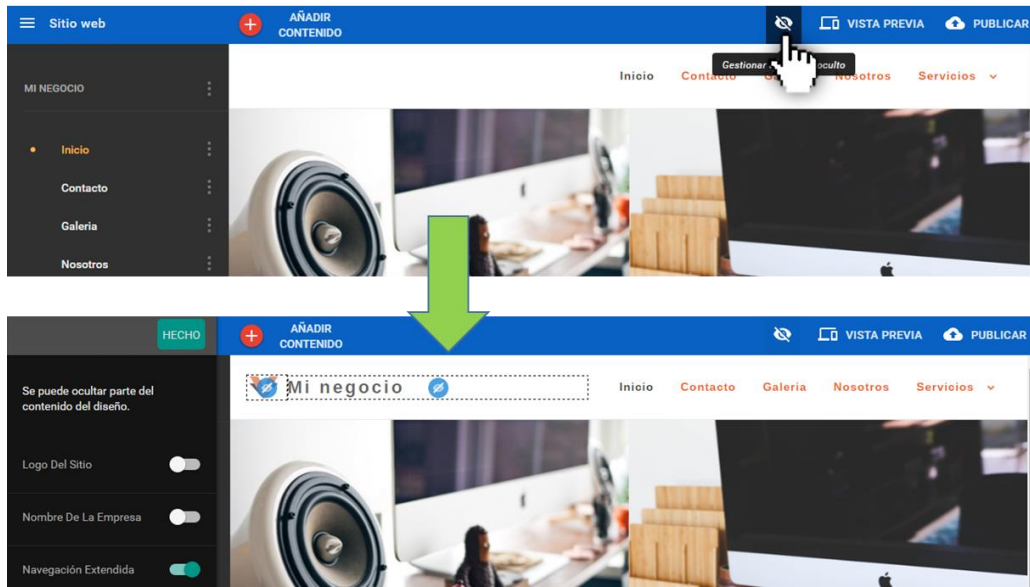 Sitio web
AÑADIR
CONTENIDO
VISTA PREVIA
PUBLICAR
Gestionar oculto
MI NEGOCIO
Inicio Contacto Nosotros Servicios
Inicio
Contacto
Galeria
Nosotros
HECHO
AÑADIR
CONTENIDO
VISTA PREVIA
PUBLICAR
Se puede ocultar parte del
contenido del diseño.
Mi negocio
Inicio Contacto Galeria Nosotros Servicios
Logo Del Sitio
Nombre De La Empresa
Navegación Extendida